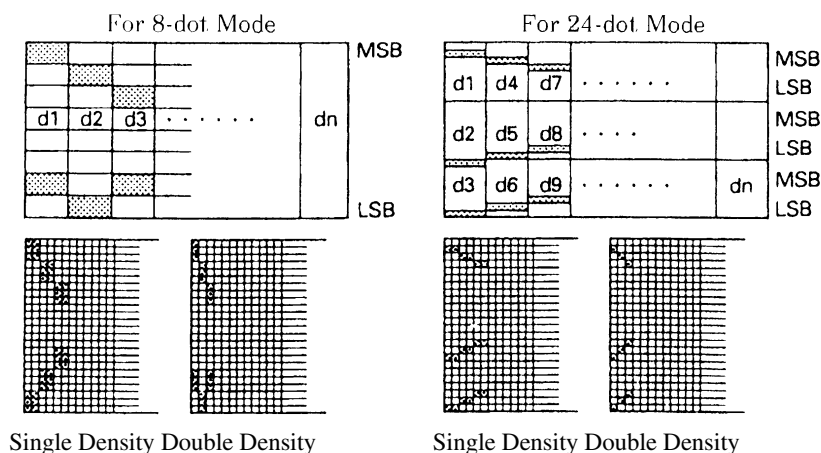 For 8-dot Mode
MSB
d1 d2 d3 . . . . . . dn
LSB
Single Density Double Density
For 24-dot Mode
MSB
d1 d4 d7 . . . . . .
LSB
MSB
d2 d5 d8 . . . .
LSB
d3 d6 d9 . . . . . . dn MSB
LSB
Single Density Double Density